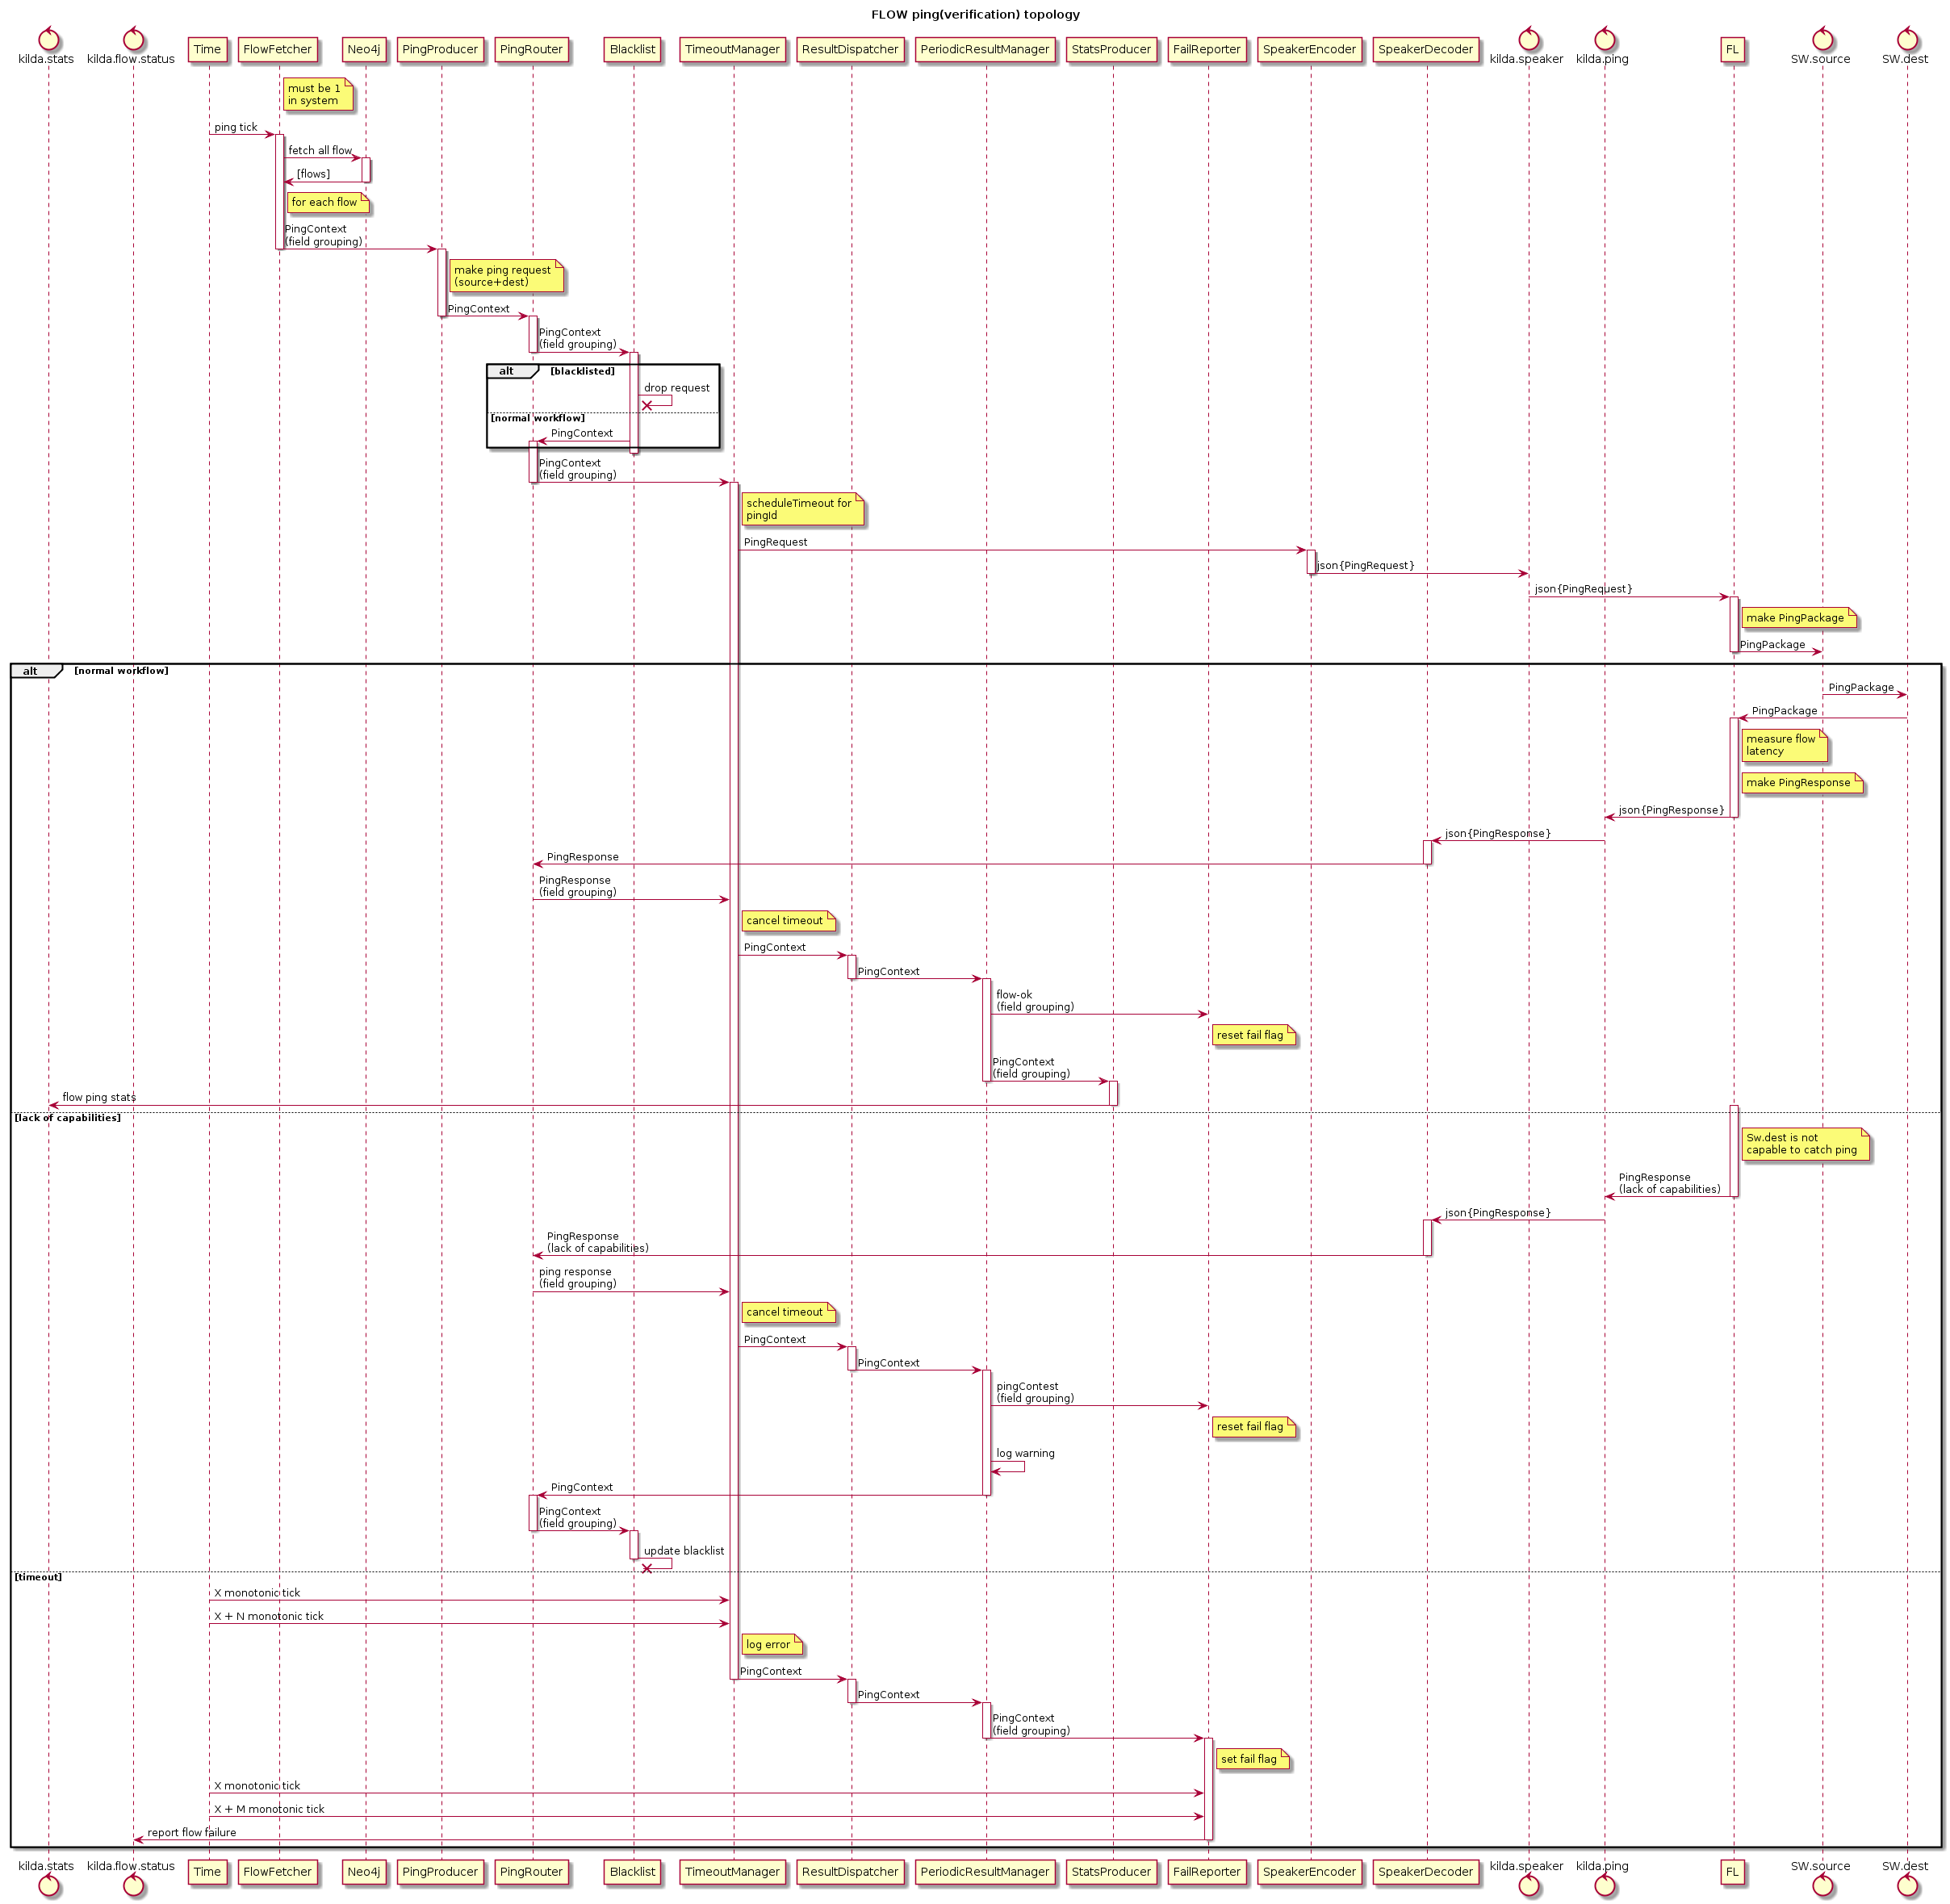 FLOW ping(verification) topology
kilda.stats
kilda.flow.status
Time
FlowFetcher
Neo4j
PingProducer
PingRouter
Blacklist
TimeoutManager
ResultDispatcher
PeriodicResultManager
StatsProducer
FailReporter
SpeakerEncoder
SpeakerDecoder
kilda.speaker
kilda.ping
FL
SW.source
SW.dest
must be 1
in system
ping tick
fetch all flow
[flows]
for each flow
PingContext
(field grouping)
make ping request
(source+dest)
PingContext
PingContext
(field grouping)
alt
[blacklisted]
drop request
[normal workflow]
PingContext
PingContext
(field grouping)
scheduleTimeout for
pingId
PingRequest
json{PingRequest}
json{PingRequest}
make PingPackage
PingPackage
alt
[normal workflow]
PingPackage
PingPackage
measure flow
latency
make PingResponse
json{PingResponse}
json{PingResponse}
PingResponse
PingResponse
(field grouping)
cancel timeout
PingContext
PingContext
flow-ok
(field grouping)
reset fail flag
PingContext
(field grouping)
flow ping stats
[lack of capabilities]
Sw.dest is not
capable to catch ping
PingResponse
(lack of capabilities)
json{PingResponse}
PingResponse
(lack of capabilities)
ping response
(field grouping)
cancel timeout
PingContext
PingContext
pingContest
(field grouping)
reset fail flag
log warning
PingContext
PingContext
(field grouping)
update blacklist
[timeout]
X monotonic tick
X + N monotonic tick
log error
PingContext
PingContext
PingContext
(field grouping)
set fail flag
X monotonic tick
X + M monotonic tick
report flow failure
kilda.stats
kilda.flow.status
Time
FlowFetcher
Neo4j
PingProducer
PingRouter
Blacklist
TimeoutManager
ResultDispatcher
PeriodicResultManager
StatsProducer
FailReporter
SpeakerEncoder
SpeakerDecoder
kilda.speaker
kilda.ping
FL
SW.source
SW.dest